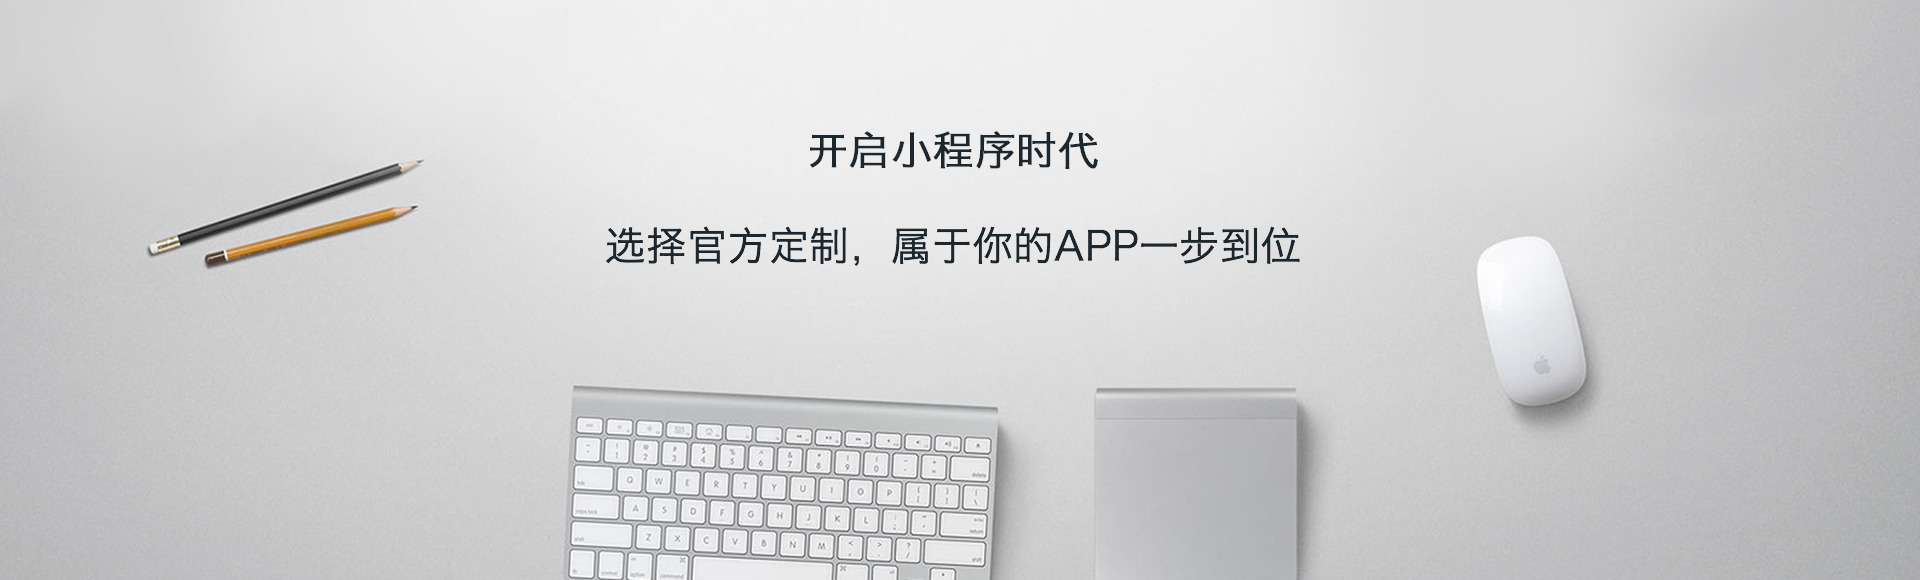 开启小程序时代
选择官方定制，属于你的APP一步到位
Q W E R T Y U I O P
A S D F G H J K L
Z X C V B N M